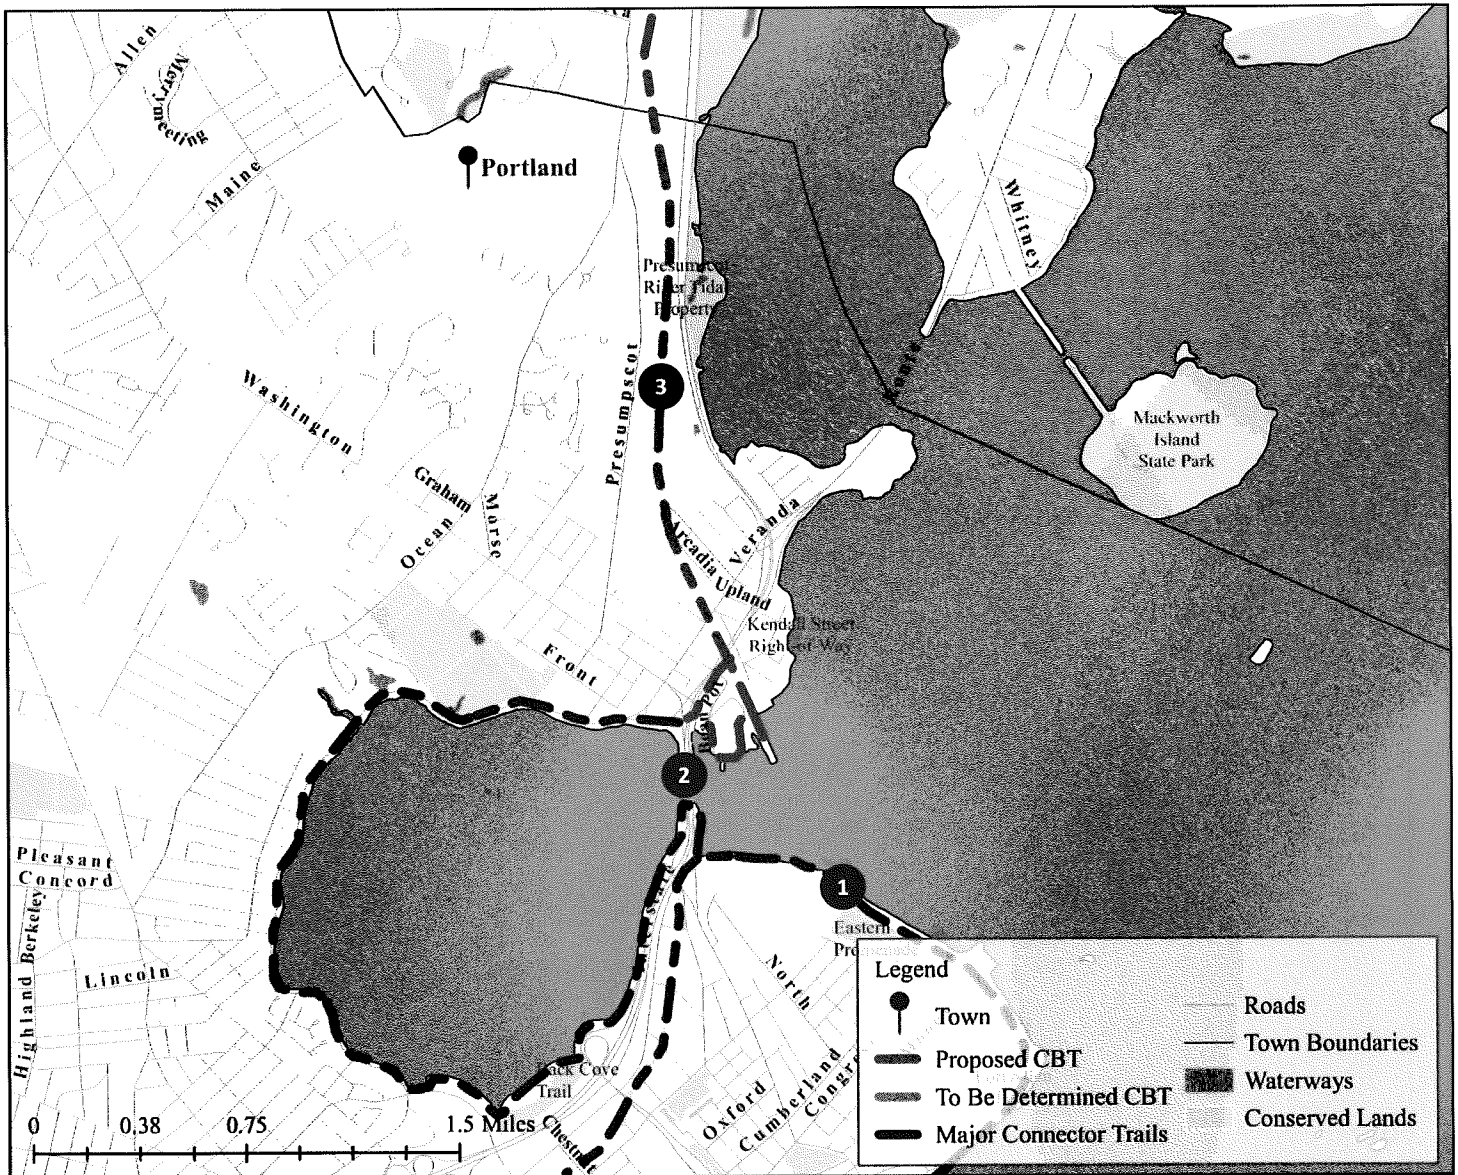 Allen
Merrymeeting
Maine
Portland
Whitney
Presumpscot
River Tidal
Property
Route
Presumpscot
3
Mackworth
Island
State Park
Washington
Graham
Morse
Ocean
Veranda
Arcadia
Upland
Kendall Street
Right of Way
Front
2
1
Pleasant
Concord
Highland
Berkeley
Lincoln
Eastern
North
Back Cove
Trail
Chestnut
Oxford
Cumberland
Legend
Town
Proposed CBT
To Be Determined CBT
Major Connector Trails
Roads
Town Boundaries
Waterways
Conserved Lands
0 0.38 0.75 1.5 Miles